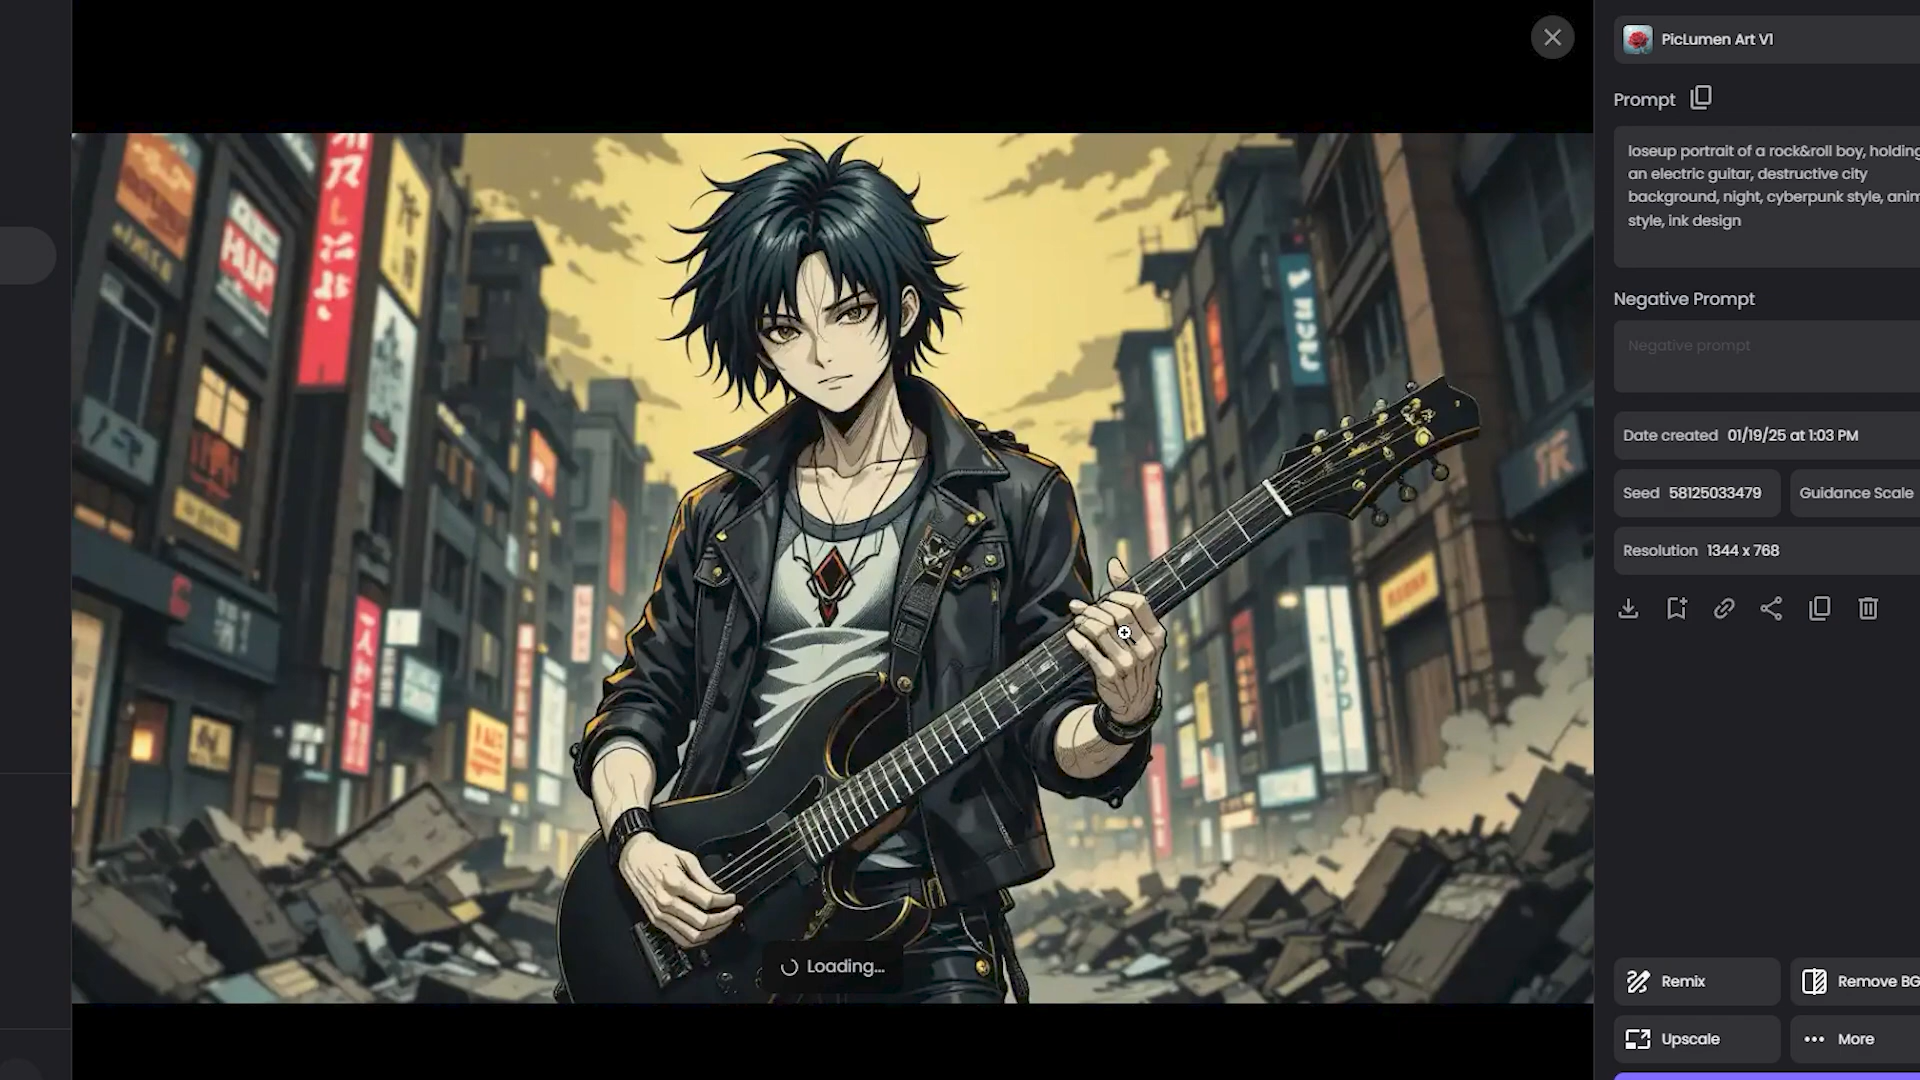 PicLumen Art V1
Prompt
loseup portrait of a rock&roll boy, holding
an electric guitar, destructive city
background, night, cyberpunk style, anim
style, ink design
Negative Prompt
Negative prompt
Date created 01/19/25 at 1:03 PM
Seed 58125033479
Guidance Scale
Resolution 1344 x 768
Loading...
Remix
Remove BG
Upscale
More